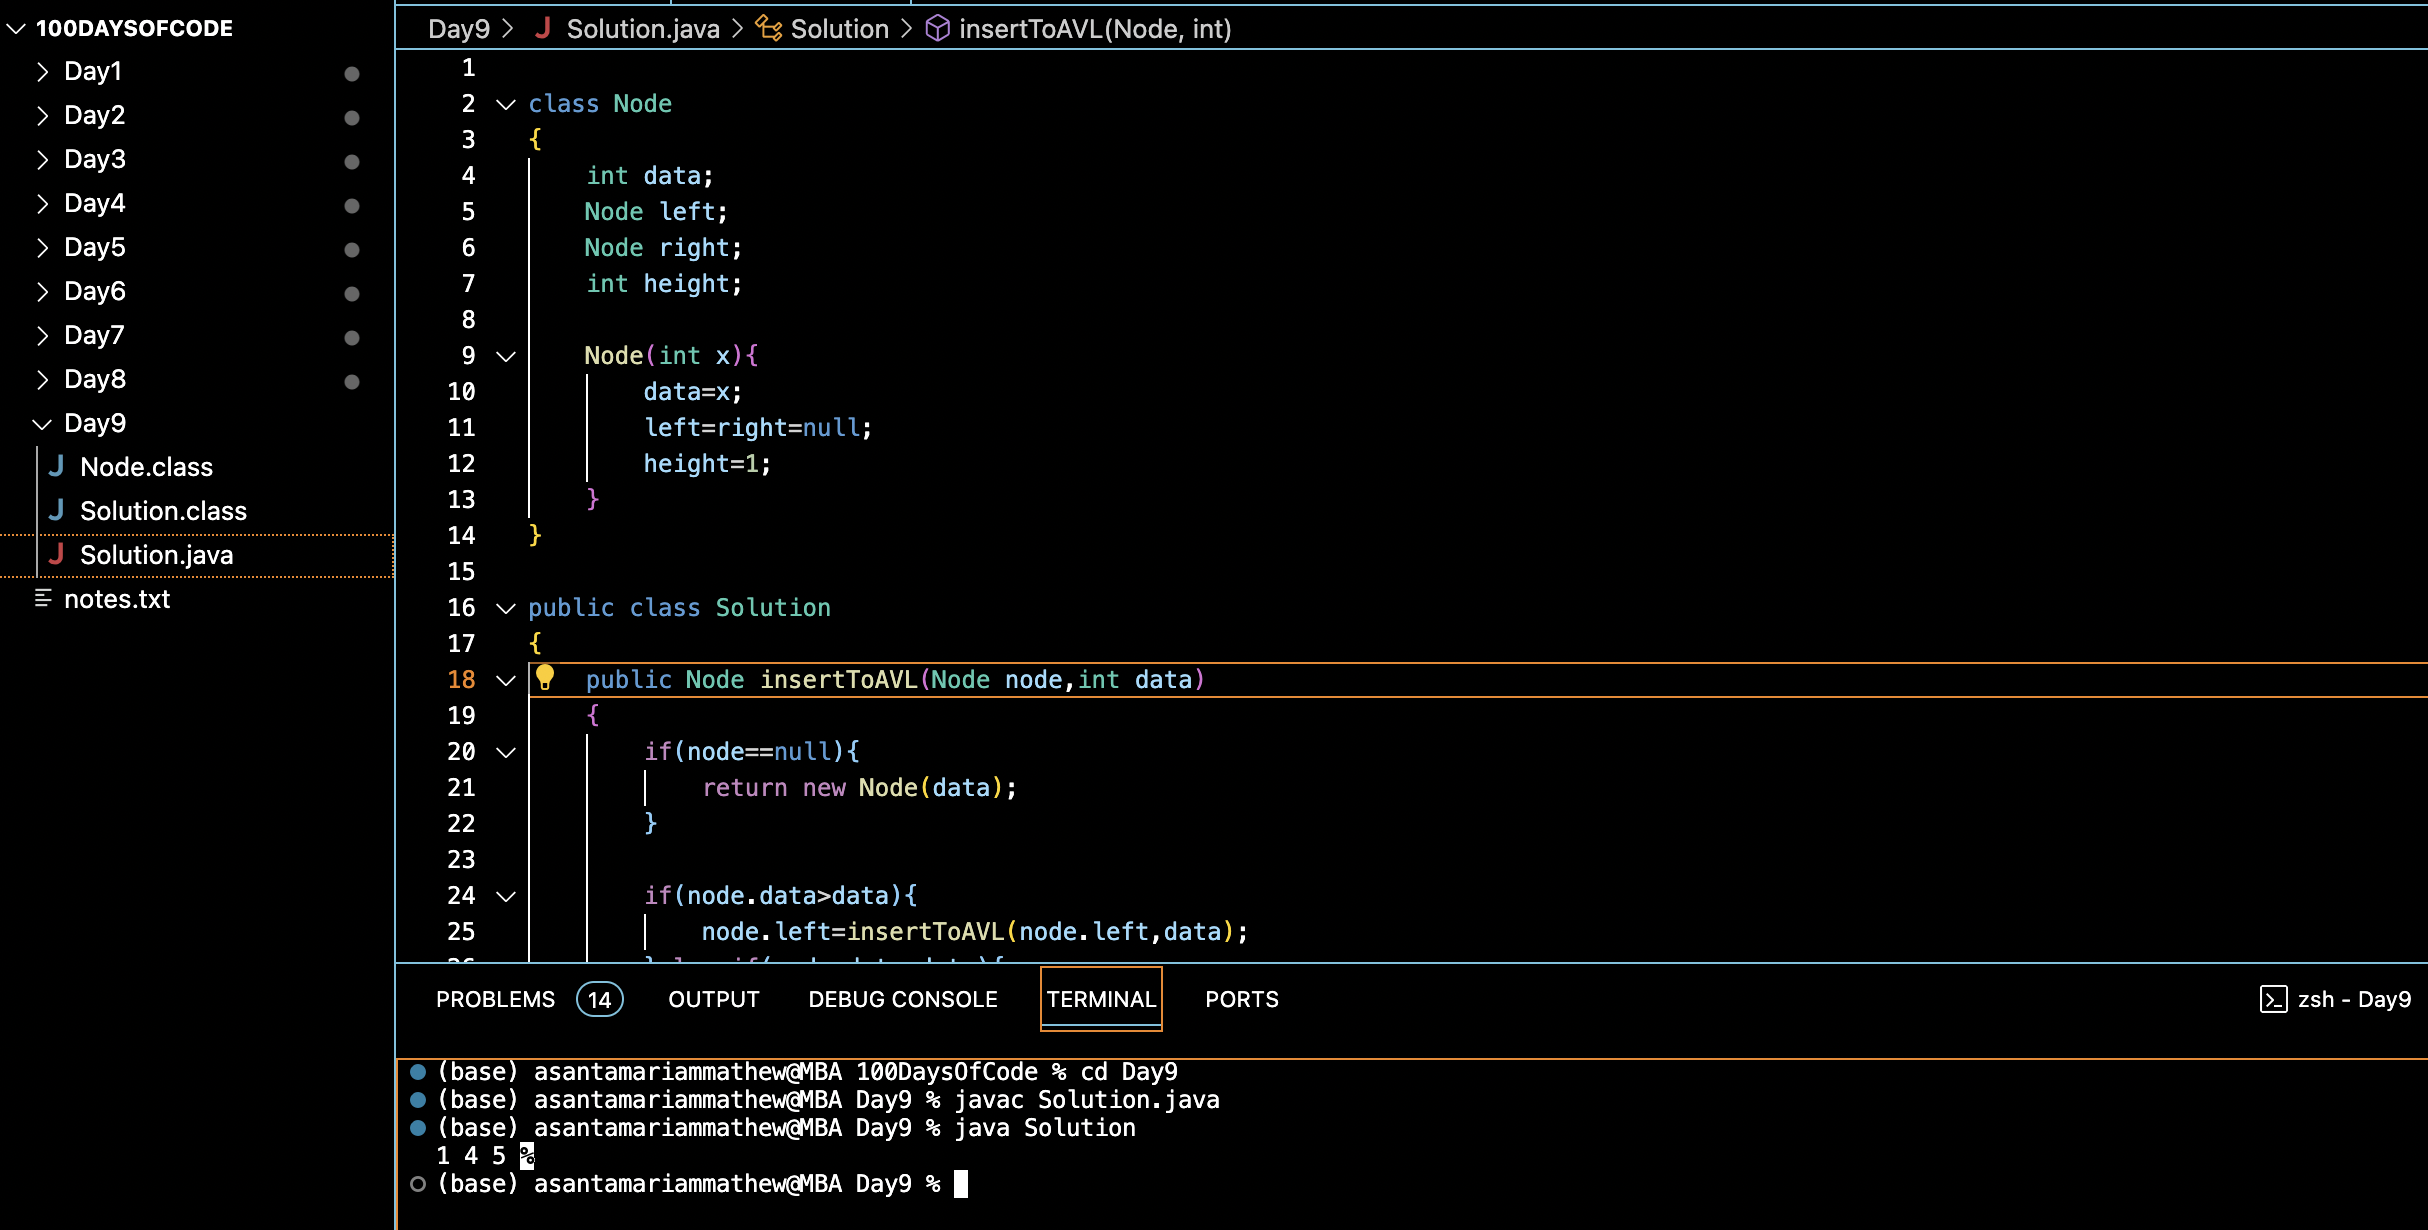 100DAYSOFCODE
Day1
Day2
Day3
Day4
Day5
Day6
Day7
Day8
Day9
Node.class
Solution.class
Solution.java
notes.txt
Day9 > J Solution.java > Solution > insertToAVL(Node, int)
1
2 class Node
3 {
4 int data;
5 Node left;
6 Node right;
7 int height;
8
9 Node(int x){
10 data=x;
11 left=right=null;
12 height=1;
13 }
14 }
15
16 public class Solution
17 {
18 public Node insertToAVL(Node node,int data)
19 {
20 if(node==null){
21 return new Node(data);
22 }
23
24 if(node.data>data){
25 node.left=insertToAVL(node.left,data);
PROBLEMS 14 OUTPUT DEBUG CONSOLE TERMINAL PORTS zsh - Day9
(base) asantamariammathew@MBA 100DaysOfCode % cd Day9
(base) asantamariammathew@MBA Day9 % javac Solution.java
(base) asantamariammathew@MBA Day9 % java Solution
1 4 5 %
(base) asantamariammathew@MBA Day9 %